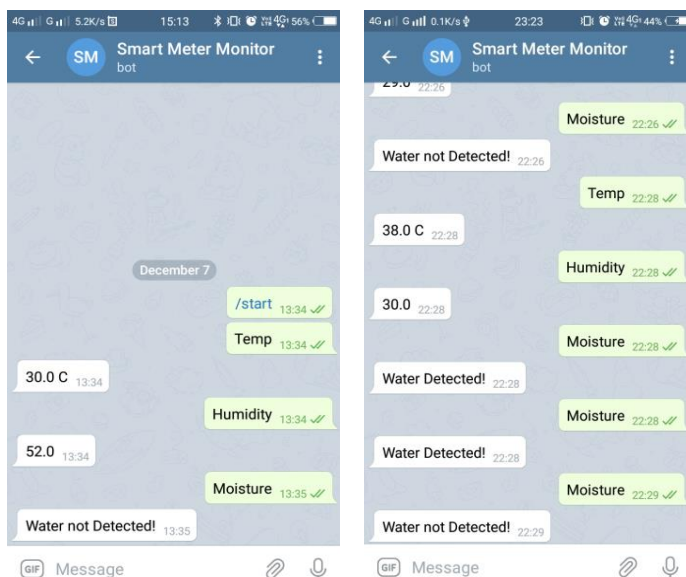 4G G 5.2K/s 15:13 4G+ 56%
SM
Smart Meter Monitor
bot
December 7
/start 13:34
Temp 13:34
30.0 C 13:34
Humidity 13:34
52.0 13:34
Moisture 13:35
Water not Detected! 13:35
GIF Message
4G G 0.1K/s 23:23 4G+ 44%
SM
Smart Meter Monitor
bot
29.0 22:26
Moisture 22:26
Water not Detected! 22:26
Temp 22:28
38.0 C 22:28
Humidity 22:28
30.0 22:28
Moisture 22:28
Water Detected! 22:28
Moisture 22:28
Water Detected! 22:28
Moisture 22:29
Water not Detected! 22:29
GIF Message